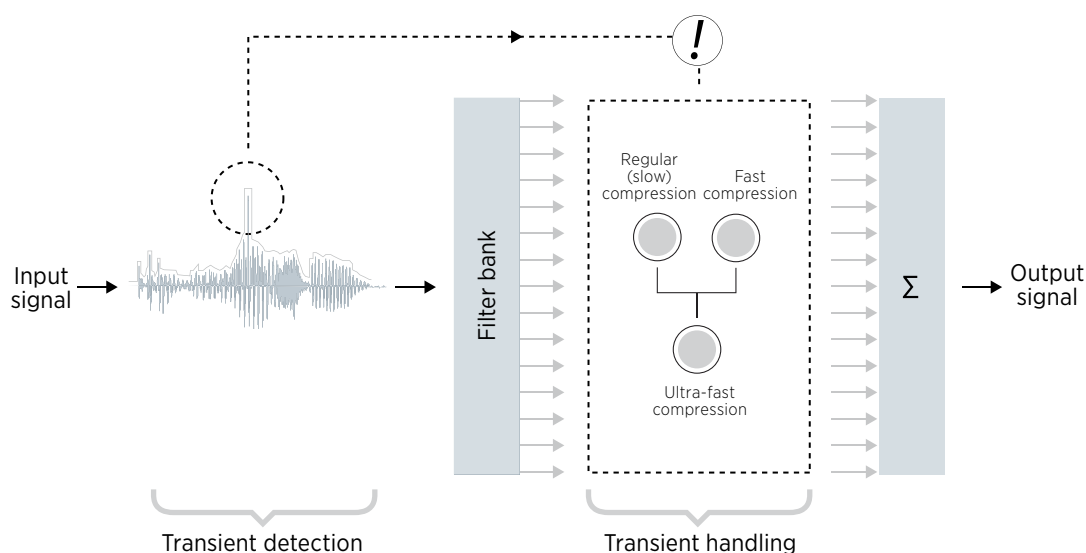 !
Regular
(slow)
compression
Fast
compression
Input
signal
Filter bank
Σ
Output
signal
Ultra-fast
compression
Transient detection
Transient handling